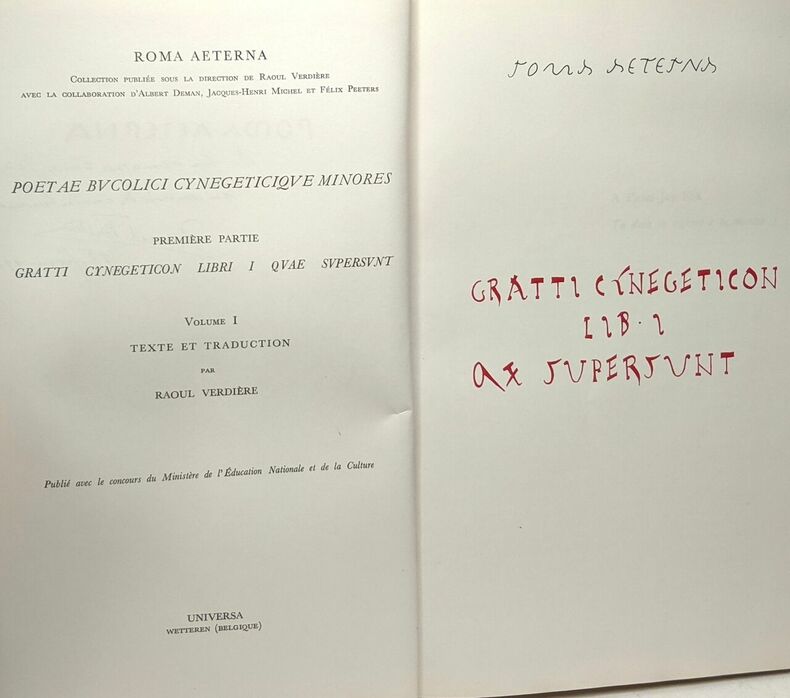 ROMA AETERNA
COLLECTION PUBLIÉE SOUS LA DIRECTION DE RAOUL VERDIÈRE
AVEC LA COLLABORATION D'ALBERT DEMAN, JACQUES-HENRI MICHEL ET FÉLIX PEETERS
POETAE BVCOLICI CYNEGETICIQVE MINORES
PREMIÈRE PARTIE
GRATTI CYNEGETICON LIBRI I QVAE SVPERSVNT
VOLUME I
TEXTE ET TRADUCTION
PAR
RAOUL VERDIÈRE
Publié avec le concours du Ministère de l'Éducation Nationale et de la Culture
UNIVERSA
WETTEREN (BELGIQUE)
ROMA AETERNA
GRATTI CYNEGETICON
LIB · I
QÆ SUPERSUNT